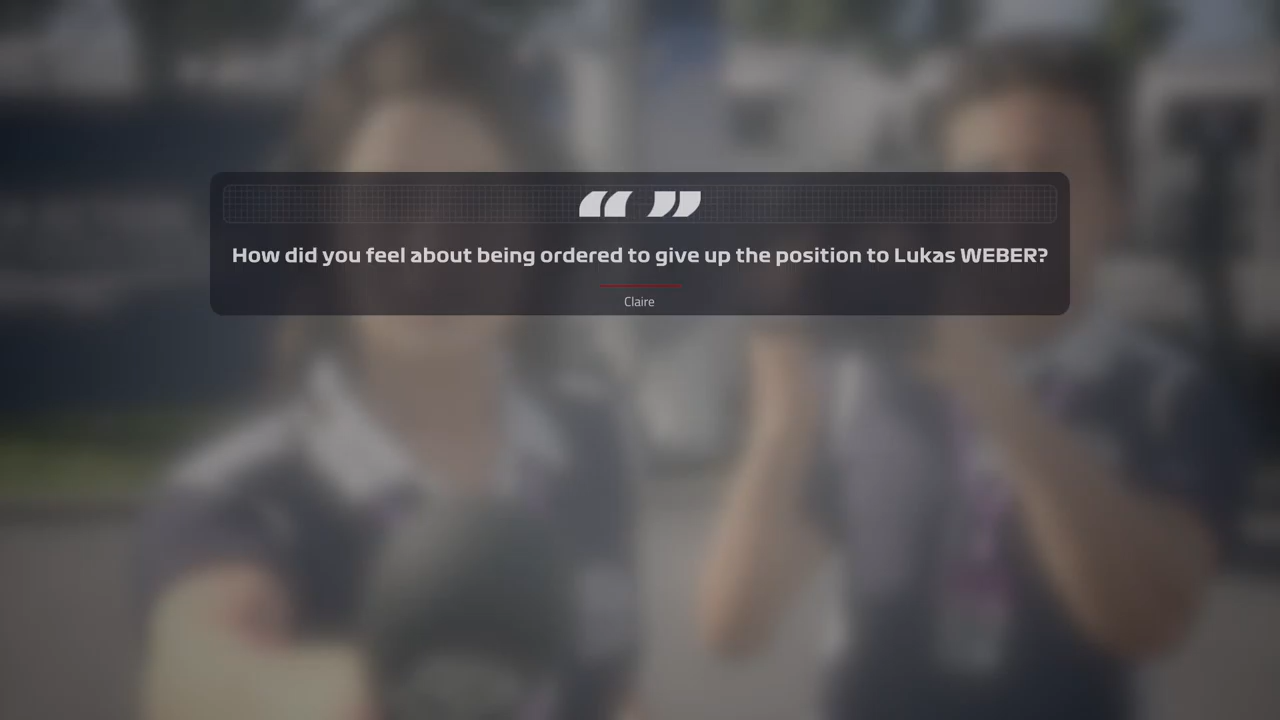 “ ”
How did you feel about being ordered to give up the position to Lukas WEBER?
Claire